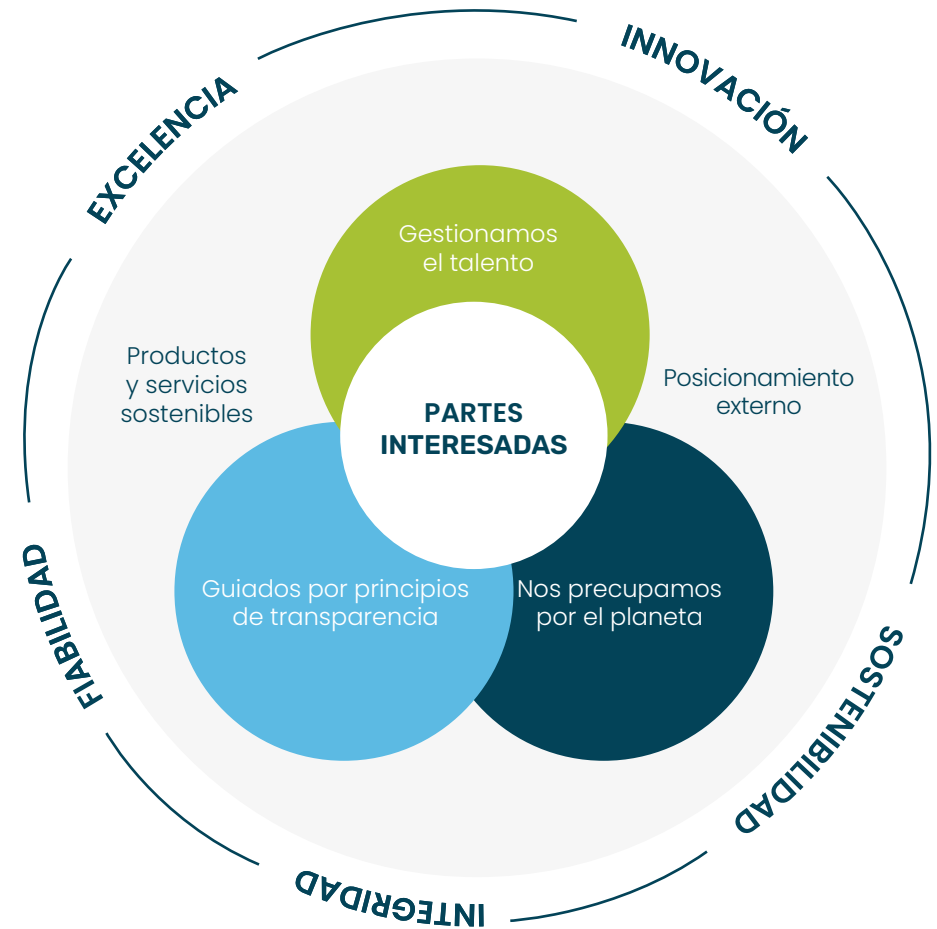 INNOVACIÓN
EXCELENCIA
Gestionamos
el talento
Productos
y servicios
sostenibles
Posicionamiento
externo
PARTES
INTERESADAS
Guiados por principios
de transparencia
Nos precupamos
por el planeta
FIABILIDAD
SOSTENIBILIDAD
INTEGRIDAD